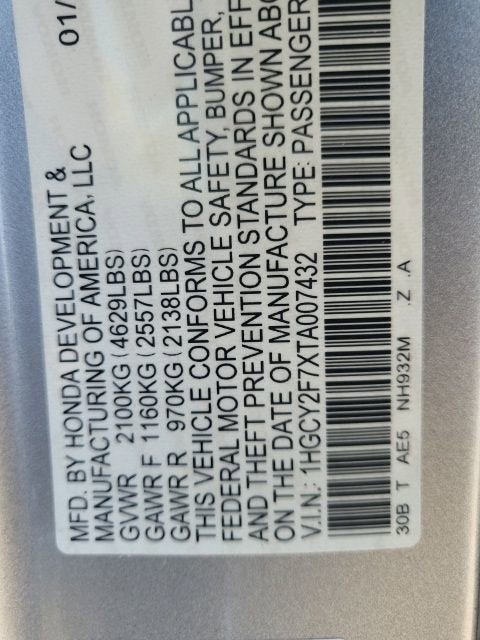 MFD. BY HONDA DEVELOPMENT & 01/
MANUFACTURING OF AMERICA, LLC
GVWR 2100KG (4629LBS)
GAWR F 1160KG (2557LBS)
GAWR R 970KG (2138LBS)
THIS VEHICLE CONFORMS TO ALL APPLICABL
FEDERAL MOTOR VEHICLE SAFETY, BUMPER,
AND THEFT PREVENTION STANDARDS IN EFF
ON THE DATE OF MANUFACTURE SHOWN ABO
V.I.N.: 1HGCY2F7XTA007432 TYPE: PASSENGER
30B T AE5 NH932M .Z .A